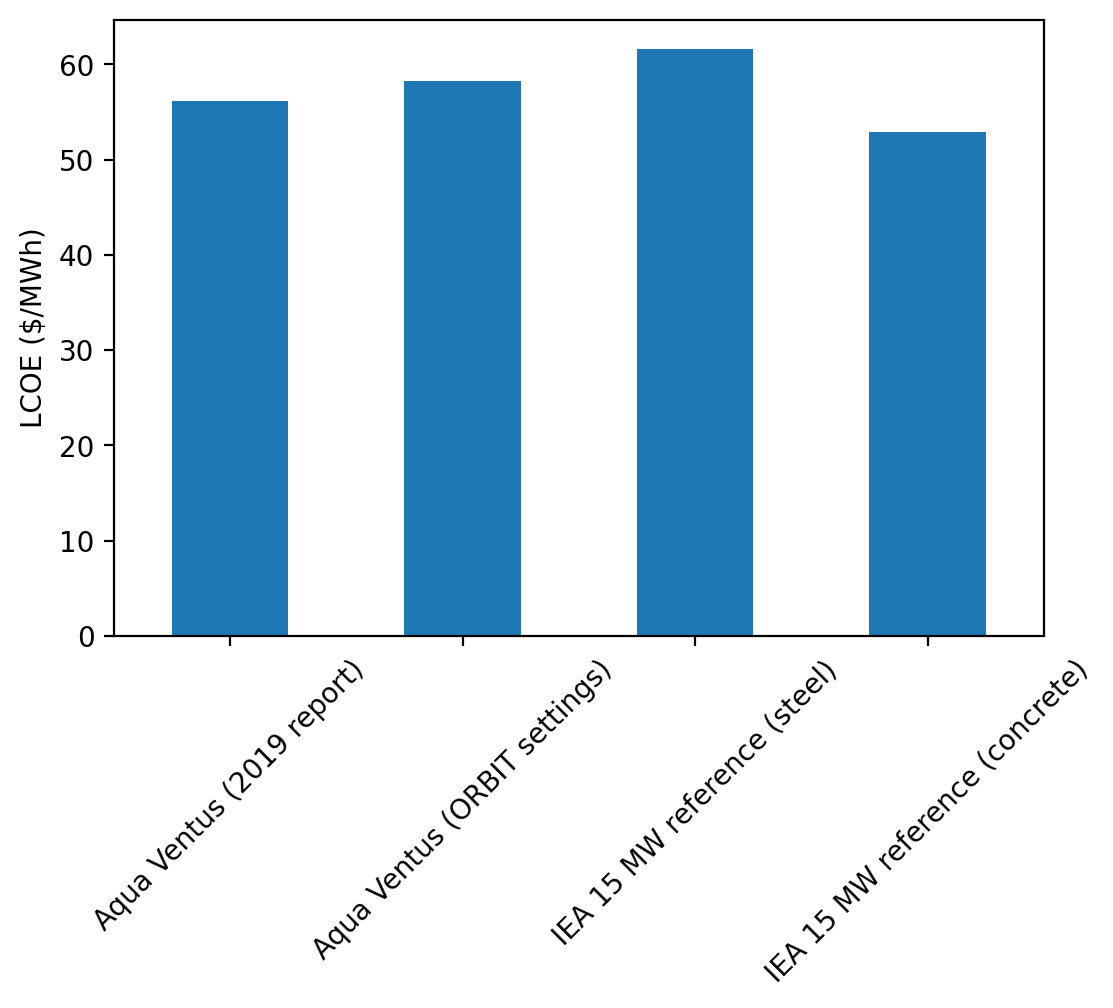 60
50
40
30
20
10
0
LCOE ($/MWh)
Aqua Ventus (2019 report)
Aqua Ventus (ORBIT settings)
IEA 15 MW reference (steel)
IEA 15 MW reference (concrete)